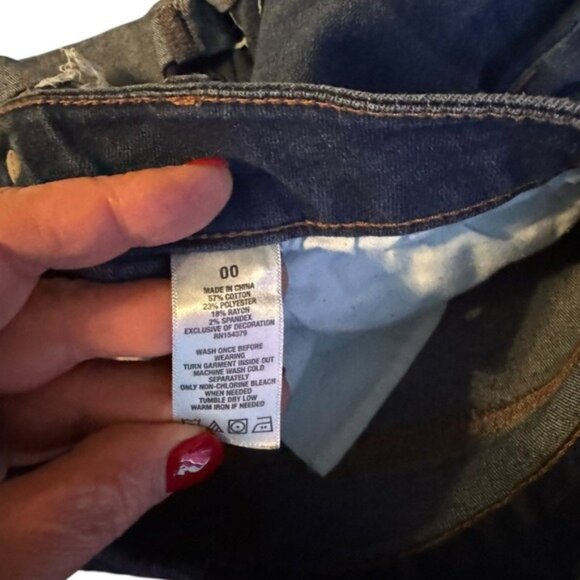 00
MADE IN CHINA
57% COTTON
23% POLYESTER
18% RAYON
2% SPANDEX
EXCLUSIVE OF DECORATION
RN154379
WASH ONCE BEFORE
WEARING
TURN GARMENT INSIDE OUT
MACHINE WASH COLD
SEPARATELY
ONLY NON-CHLORINE BLEACH
WHEN NEEDED
TUMBLE DRY LOW
WARM IRON IF NEEDED